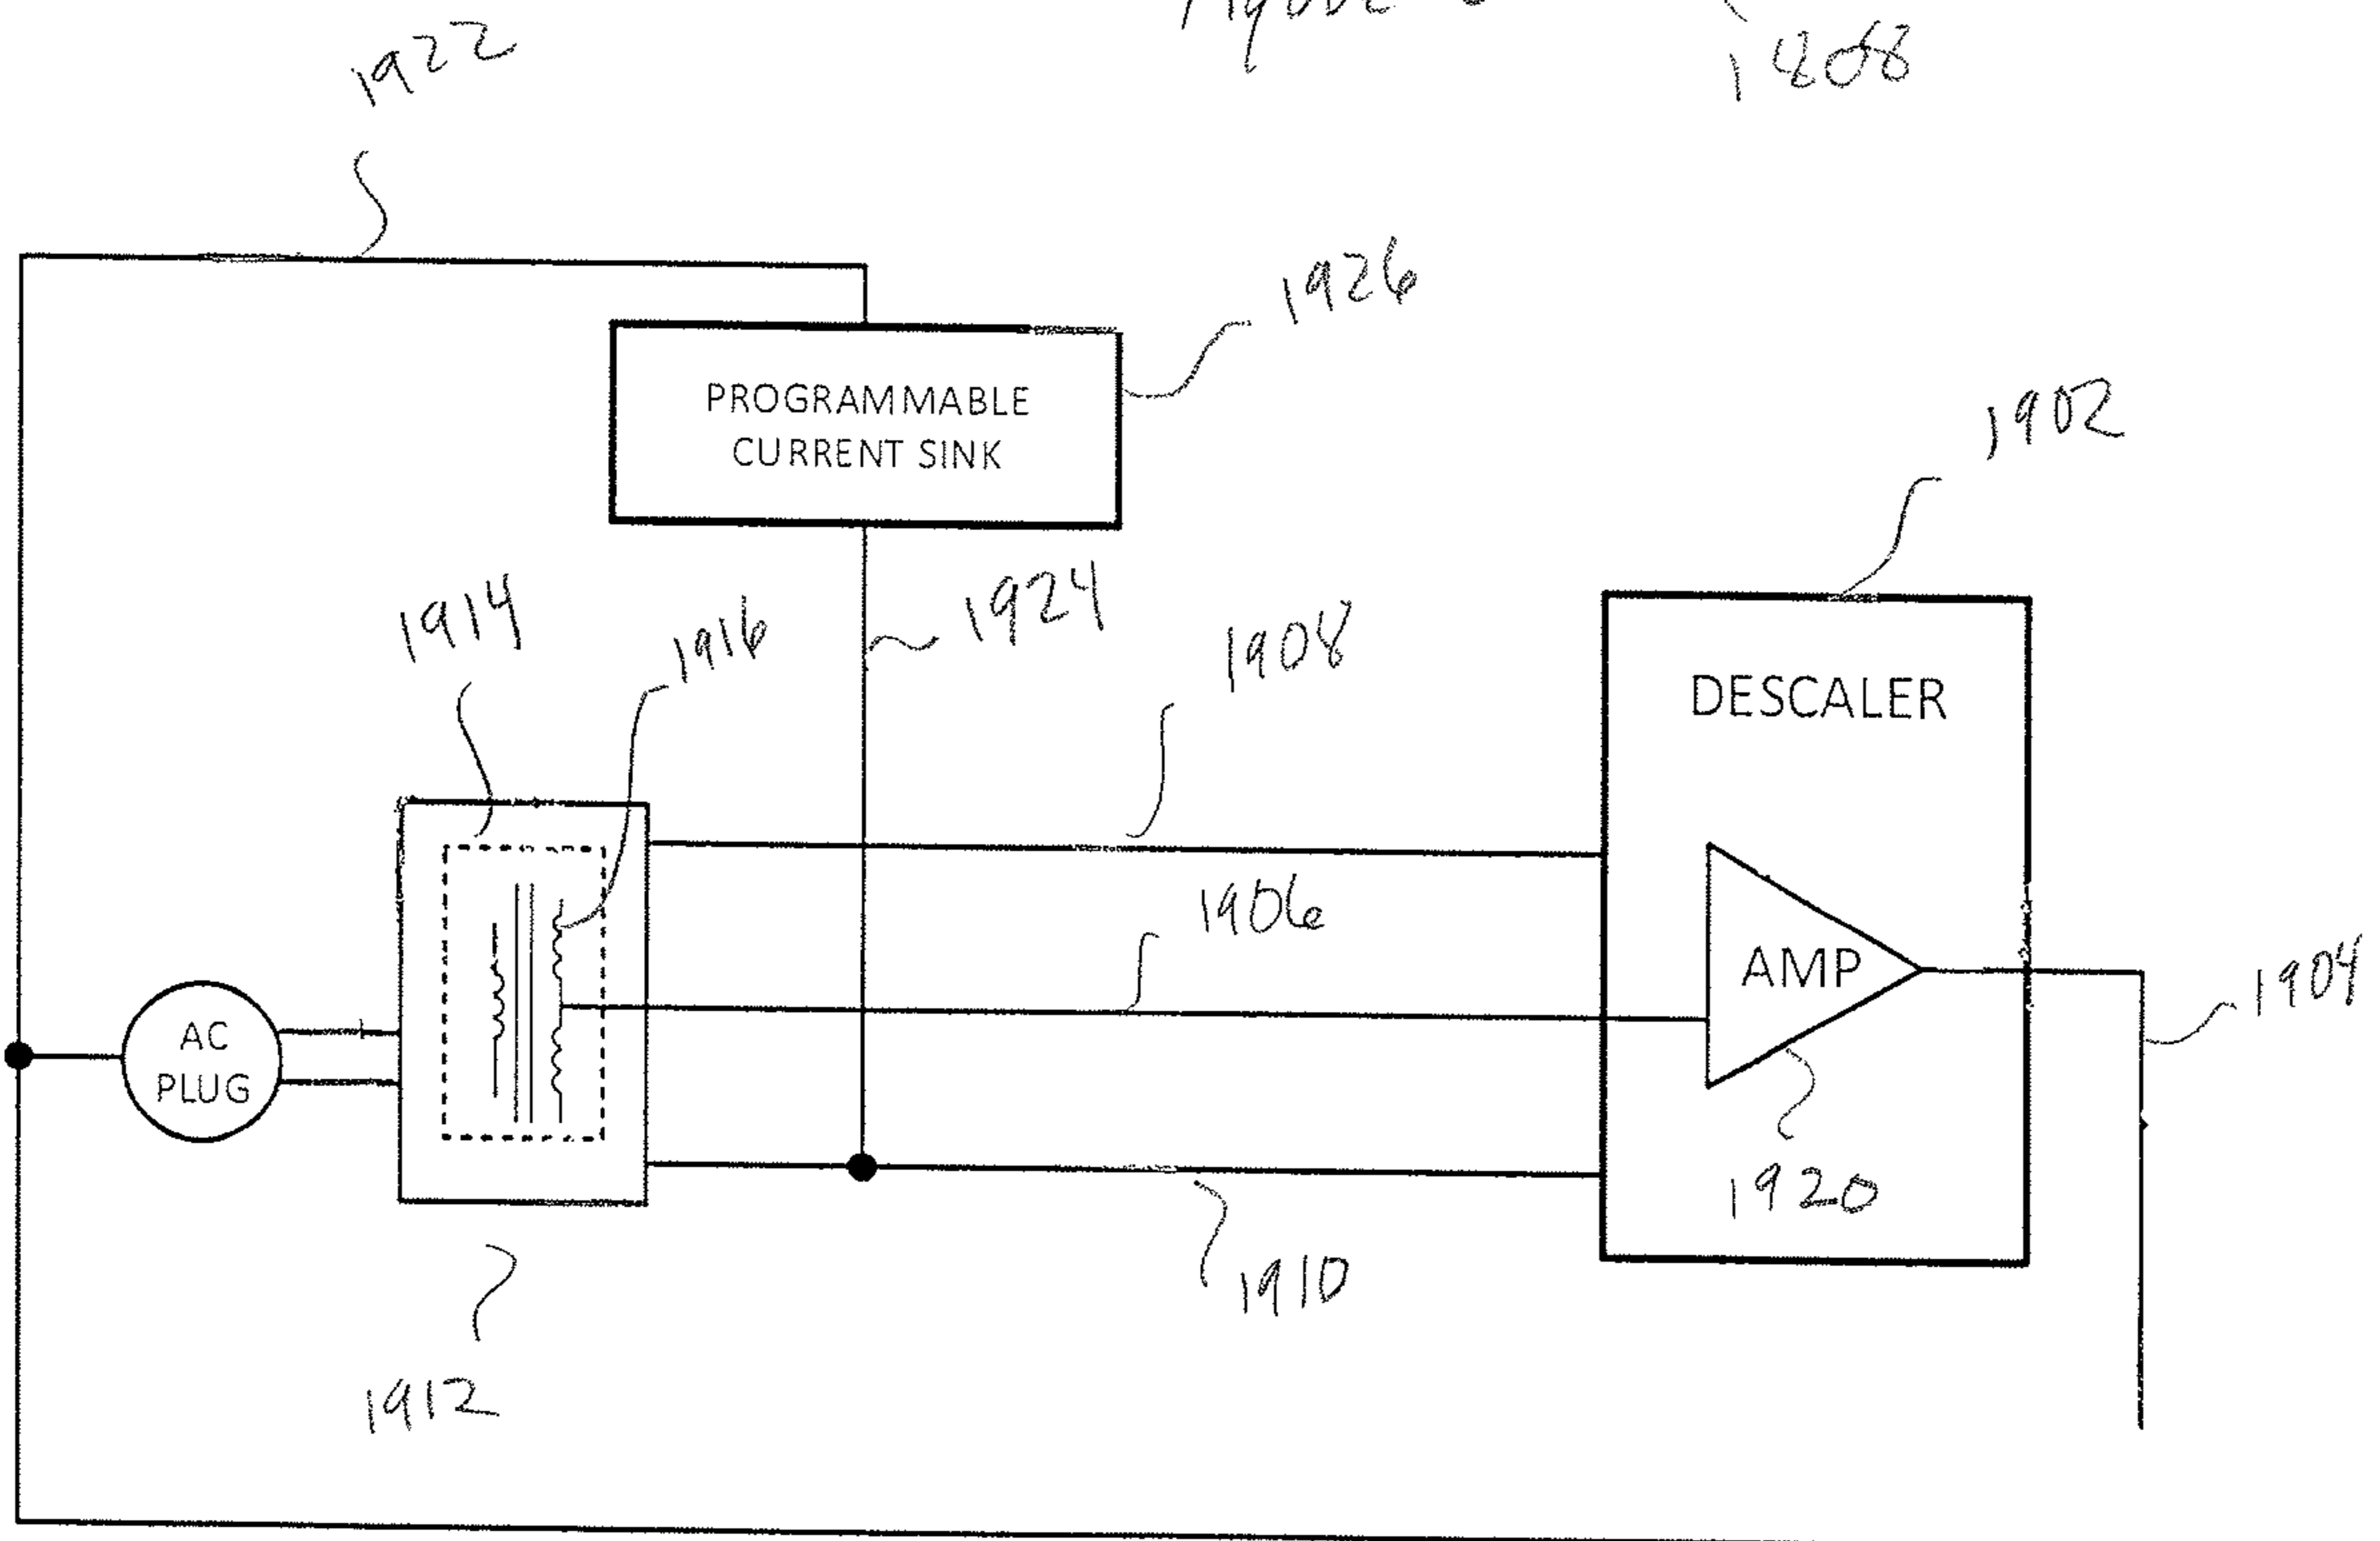 1808
1922
1926
PROGRAMMABLE
CURRENT SINK
1902
1914
1916
1924
1908
DESCALER
1906
AMP
1904
AC
PLUG
1920
1910
1912